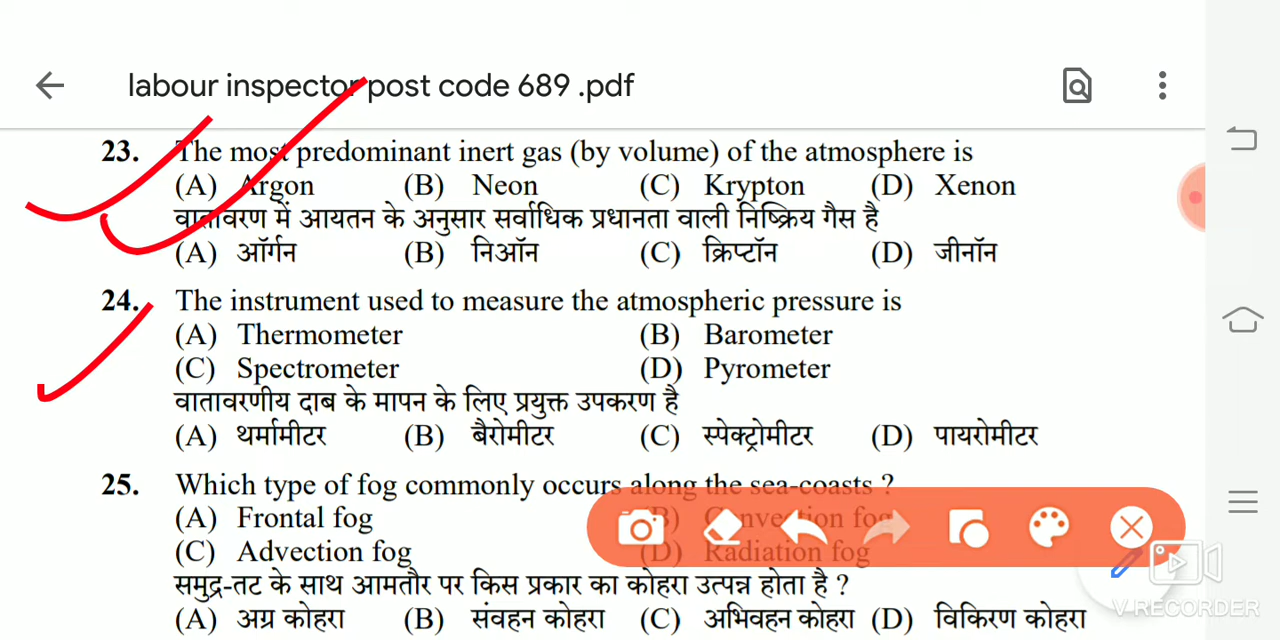 labour inspector post code 689 .pdf
23. The most predominant inert gas (by volume) of the atmosphere is
(A) Argon (B) Neon (C) Krypton (D) Xenon
वातावरण में आयतन के अनुसार सर्वाधिक प्रधानता वाली निष्क्रिय गैस है
(A) ऑर्गन (B) निऑन (C) क्रिप्टॉन (D) जीनॉन
24. The instrument used to measure the atmospheric pressure is
(A) Thermometer (B) Barometer
(C) Spectrometer (D) Pyrometer
वातावरणीय दाब के मापन के लिए प्रयुक्त उपकरण है
(A) थर्मामीटर (B) बैरोमीटर (C) स्पेक्ट्रोमीटर (D) पायरोमीटर
25. Which type of fog commonly occurs along the sea-coasts ?
(A) Frontal fog (B) Convection fog
(C) Advection fog (D) Radiation fog
समुद्र-तट के साथ आमतौर पर किस प्रकार का कोहरा उत्पन्न होता है ?
(A) अग्र कोहरा (B) संवहन कोहरा (C) अभिवहन कोहरा (D) विकिरण कोहरा
V RECORDER